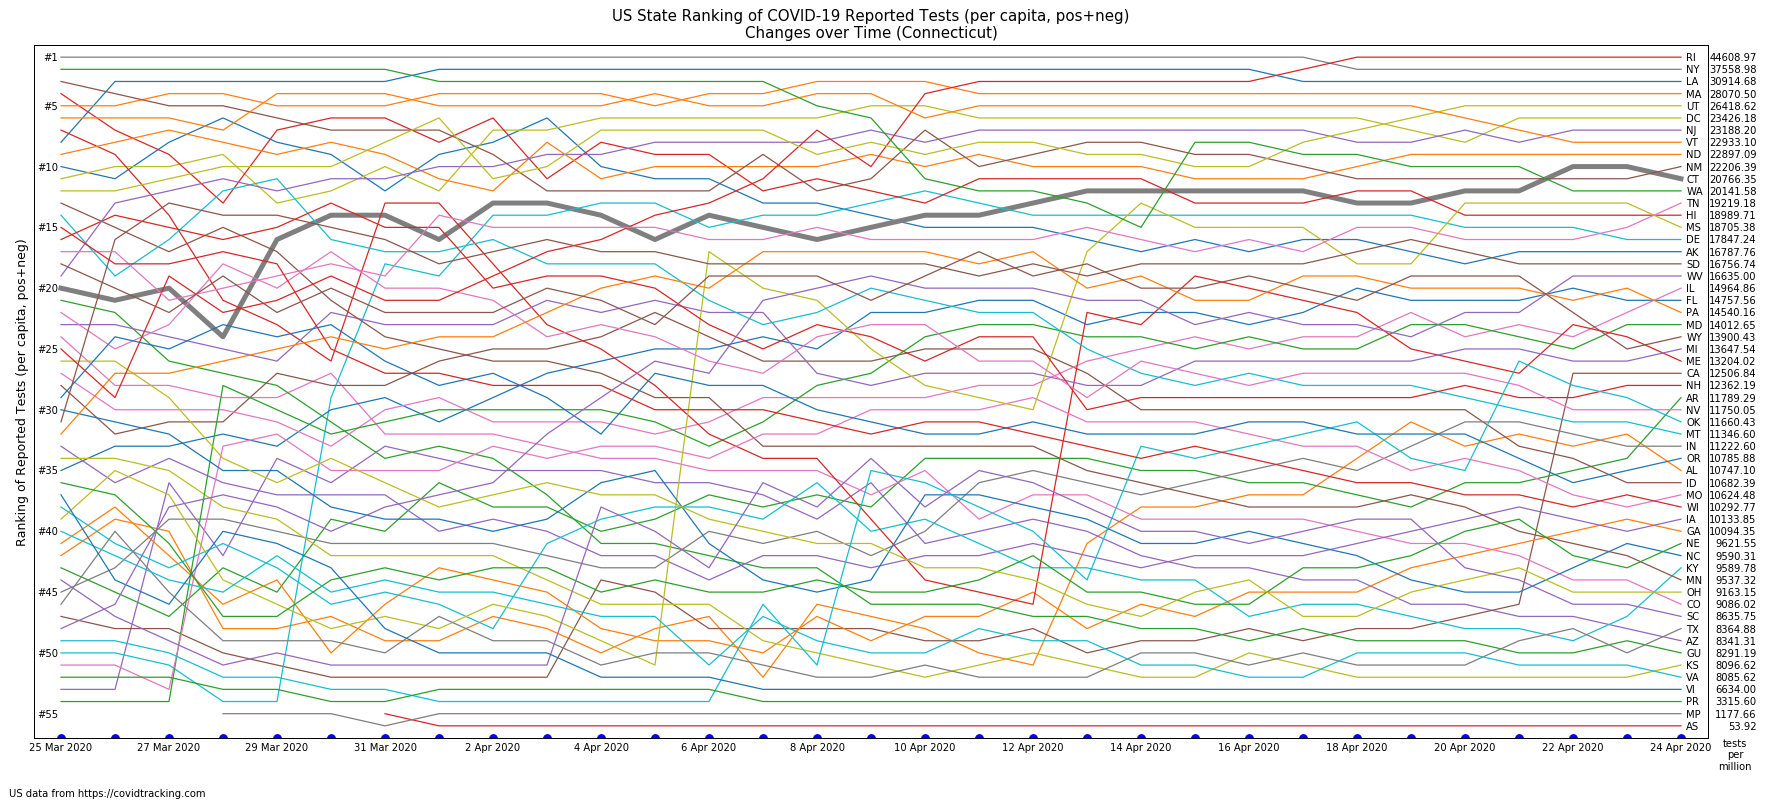 US State Ranking of COVID-19 Reported Tests (per capita, pos+neg)
Changes over Time (Connecticut)
Ranking of Reported Tests (per capita, pos+neg)
#1
#5
#10
#15
#20
#25
#30
#35
#40
#45
#50
#55
RI 44608.97
NY 37558.98
LA 30914.68
MA 28070.50
UT 26418.62
DC 23426.18
NJ 23188.20
VT 22933.10
ND 22897.09
NM 22206.39
CT 20766.35
WA 20141.58
TN 19219.18
HI 18989.71
MS 18705.38
DE 17847.24
AK 16787.76
SD 16756.74
WV 16635.00
IL 14964.86
FL 14757.56
PA 14540.16
MD 14012.65
WY 13900.43
MI 13647.54
ME 13204.02
CA 12506.84
NH 12362.19
AR 11789.29
NV 11750.05
OK 11660.43
MT 11346.60
IN 11222.60
OR 10785.88
AL 10747.10
ID 10682.39
MO 10624.48
WI 10292.77
IA 10133.85
GA 10094.35
NE 9621.55
NC 9590.31
KY 9589.78
MN 9537.32
OH 9163.15
CO 9086.02
SC 8635.75
TX 8364.88
AZ 8341.31
GU 8291.19
KS 8096.62
VA 8085.62
VI 6634.00
PR 3315.60
MP 1177.66
AS 53.92
25 Mar 2020 27 Mar 2020 29 Mar 2020 31 Mar 2020 2 Apr 2020 4 Apr 2020 6 Apr 2020 8 Apr 2020 10 Apr 2020 12 Apr 2020 14 Apr 2020 16 Apr 2020 18 Apr 2020 20 Apr 2020 22 Apr 2020 24 Apr 2020
tests
per
million
US data from https://covidtracking.com